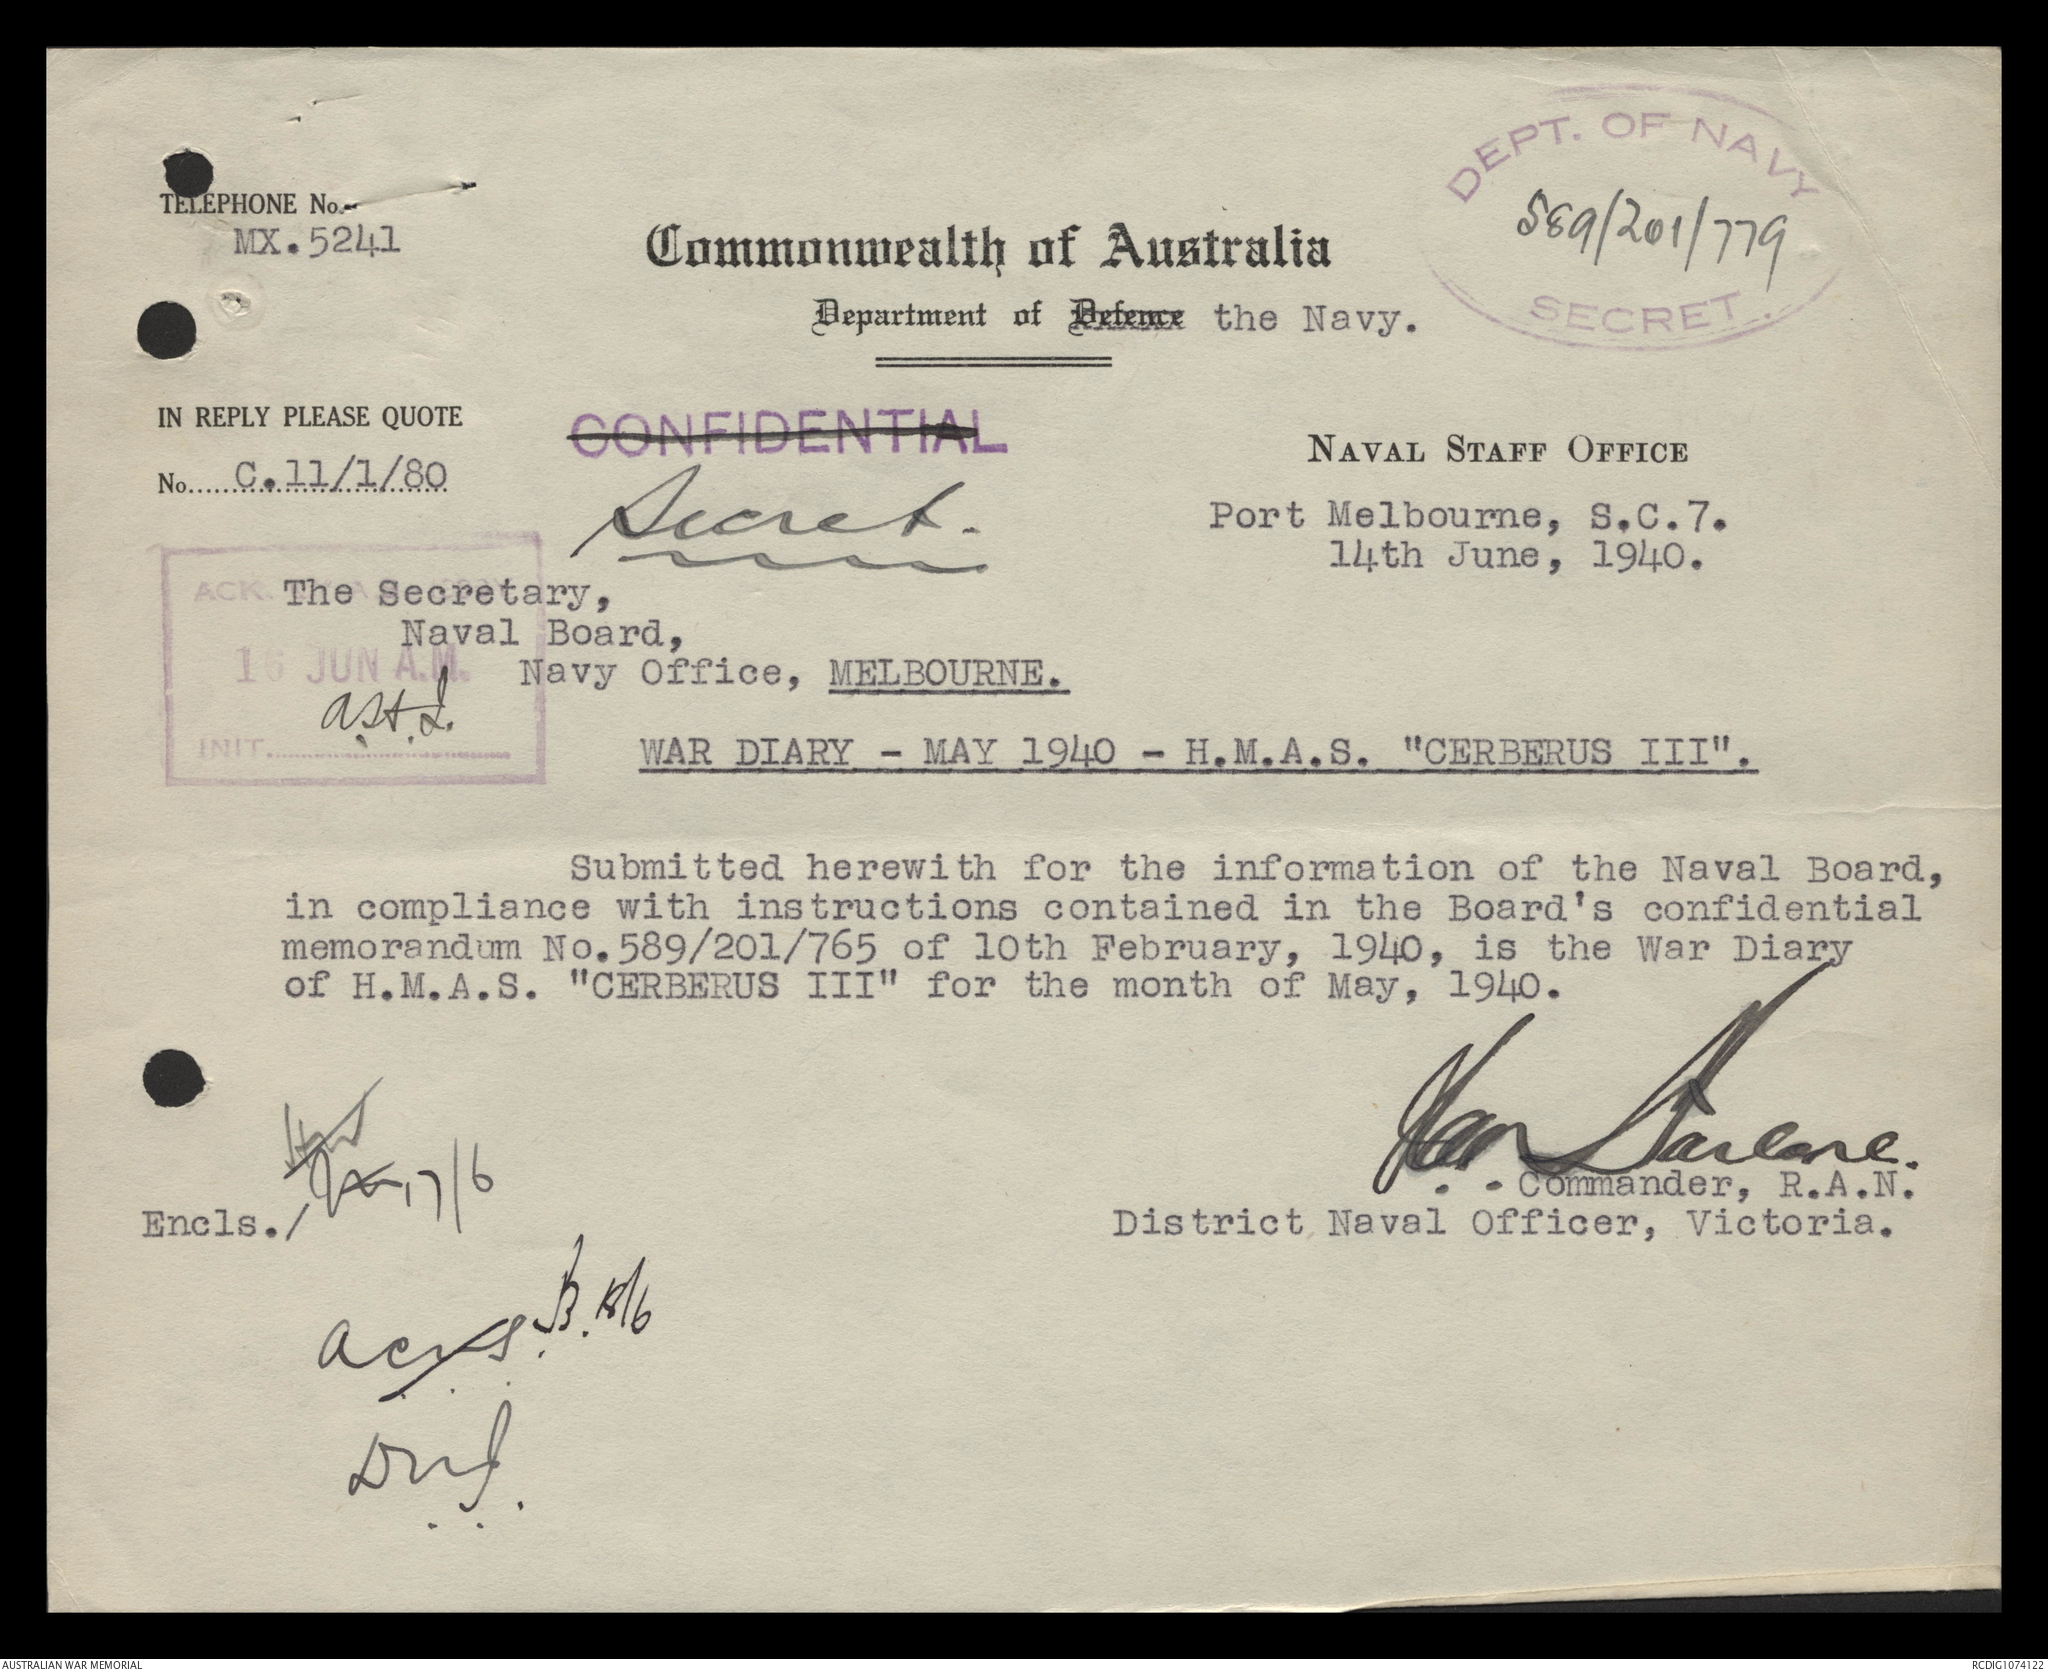 DEPT. OF NAVY
589/201/779
SECRET.
TELEPHONE No.-
MX.5241
Commonwealth of Australia
Department of Defence the Navy.
IN REPLY PLEASE QUOTE
No. C.11/1/80
CONFIDENTIAL
Secret.
NAVAL STAFF OFFICE
Port Melbourne, S.C.7.
14th June, 1940.
ACK.
The Secretary,
Naval Board,
16 JUN A.M.
Navy Office, MELBOURNE.
INIT.
WAR DIARY - MAY 1940 - H.M.A.S. "CERBERUS III".
Submitted herewith for the information of the Naval Board,
in compliance with instructions contained in the Board's confidential
memorandum No.589/201/765 of 10th February, 1940, is the War Diary
of H.M.A.S. "CERBERUS III" for the month of May, 1940.
17/6
Commander, R.A.N.
Encls./
District Naval Officer, Victoria.
18/6
AUSTRALIAN WAR MEMORIAL
RCDIG1074122